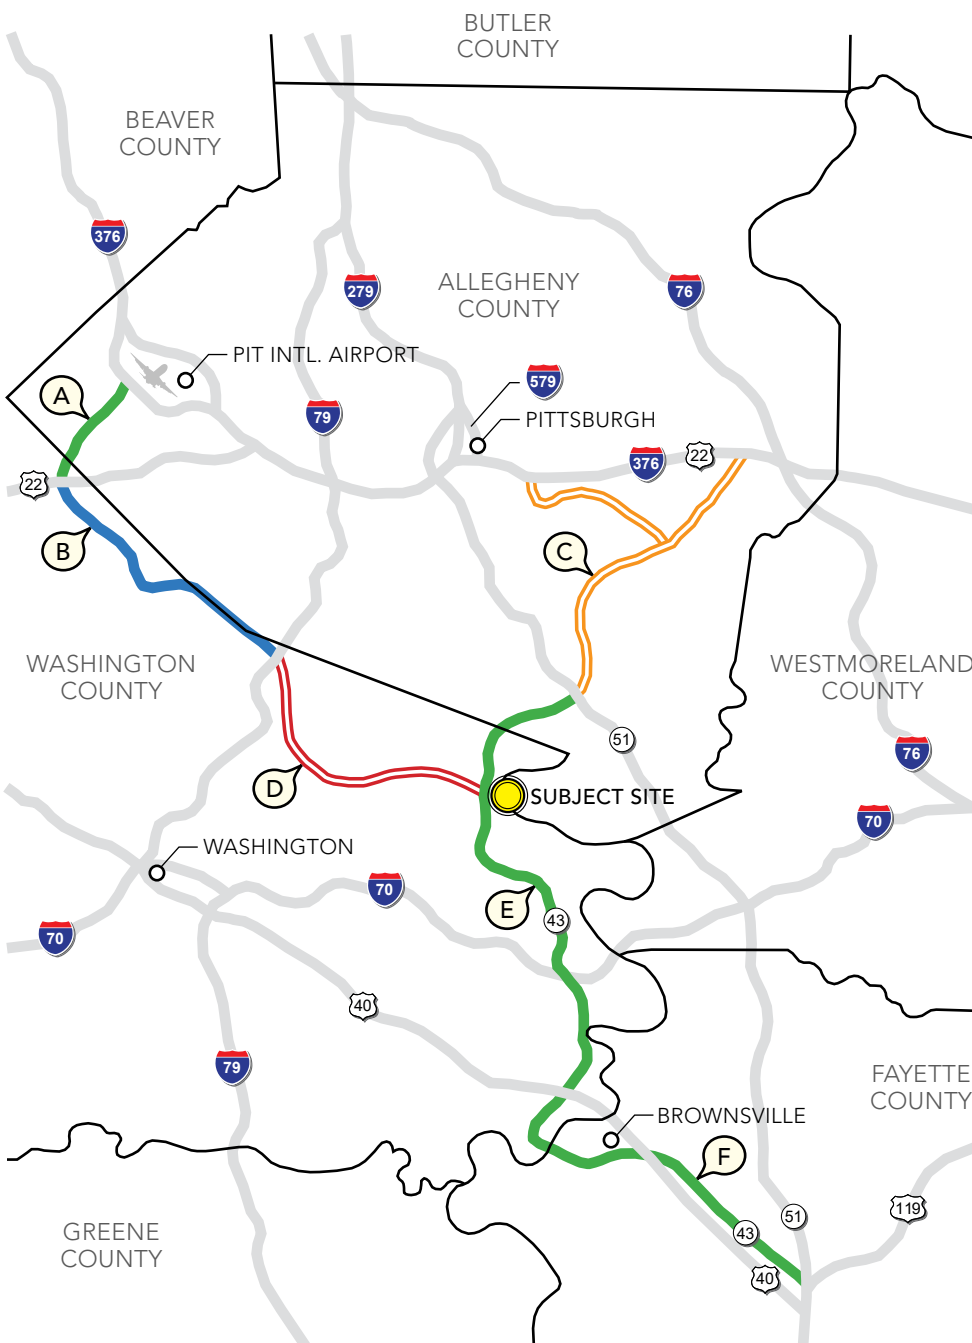 BUTLER
COUNTY
BEAVER
COUNTY
376
ALLEGHENY
COUNTY
279
76
PIT INTL. AIRPORT
579
A
79
PITTSBURGH
22
376
22
B
C
WASHINGTON
COUNTY
WESTMORELAND
COUNTY
51
76
D
SUBJECT SITE
70
WASHINGTON
70
E
43
70
40
79
FAYETTE
COUNTY
BROWNSVILLE
F
GREENE
COUNTY
119
51
43
40